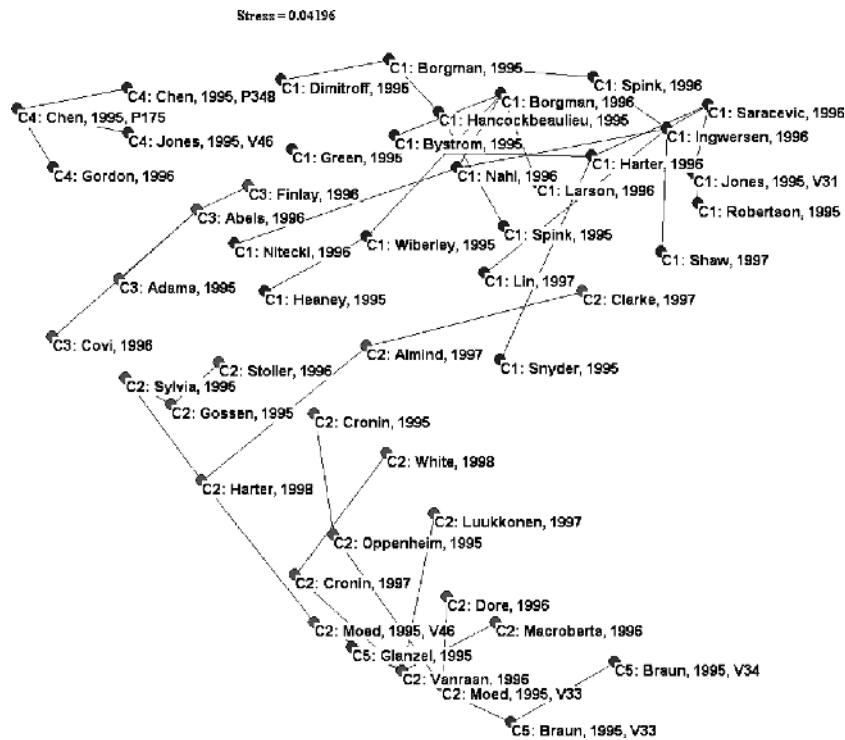 Stress = 0.04196
C1: Borgman, 1995
C4: Chen, 1995, P348
C1: Dimitroff, 1995
C1: Spink, 1996
C1: Borgman, 1996
C4: Chen, 1995, P175
C1: Hancockbeaulieu, 1995
C1: Saracevic, 1996
C4: Jones, 1995, V46
C1: Bystrom, 1995
C1: Ingwersen, 1996
C1: Green, 1995
C1: Harter, 1996
C4: Gordon, 1996
C1: Nahl, 1996
C1: Jones, 1995, V31
C3: Finlay, 1996
C1: Larson, 1996
C3: Abels, 1996
C1: Robertson, 1995
C1: Nitecki, 1996
C1: Wiberley, 1995
C1: Spink, 1995
C1: Shaw, 1997
C3: Adams, 1995
C1: Lin, 1997
C1: Heaney, 1995
C2: Clarke, 1997
C3: Covi, 1996
C2: Almind, 1997
C1: Snyder, 1995
C2: Stoller, 1996
C2: Sylvia, 1995
C2: Gossen, 1995
C2: Cronin, 1995
C2: White, 1998
C2: Harter, 1998
C2: Luukkonen, 1997
C2: Oppenheim, 1995
C2: Cronin, 1997
C2: Dore, 1996
C2: Moed, 1995, V46
C2: Macroberts, 1996
C5: Glanzel, 1995
C5: Braun, 1995, V34
C2: Vanraan, 1996
C2: Moed, 1995, V33
C5: Braun, 1995, V33